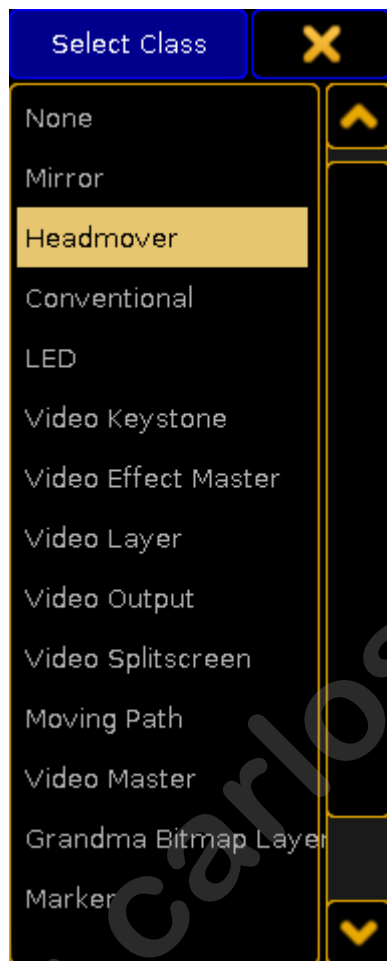 Select Class
None
Mirror
Headmover
Conventional
LED
Video Keystone
Video Effect Master
Video Layer
Video Output
Video Splitscreen
Moving Path
Video Master
Grandma Bitmap Layer
Marker
carlos